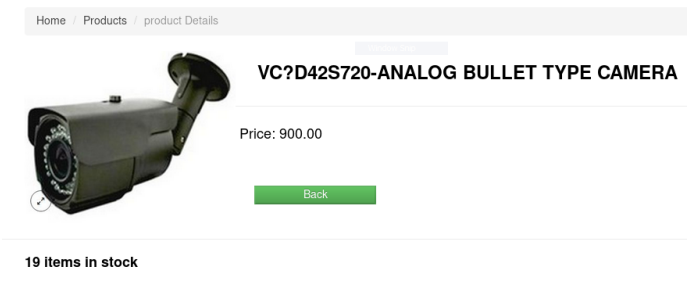 Home / Products / product Details
VC?D42S720-ANALOG BULLET TYPE CAMERA
Price: 900.00
Back
19 items in stock